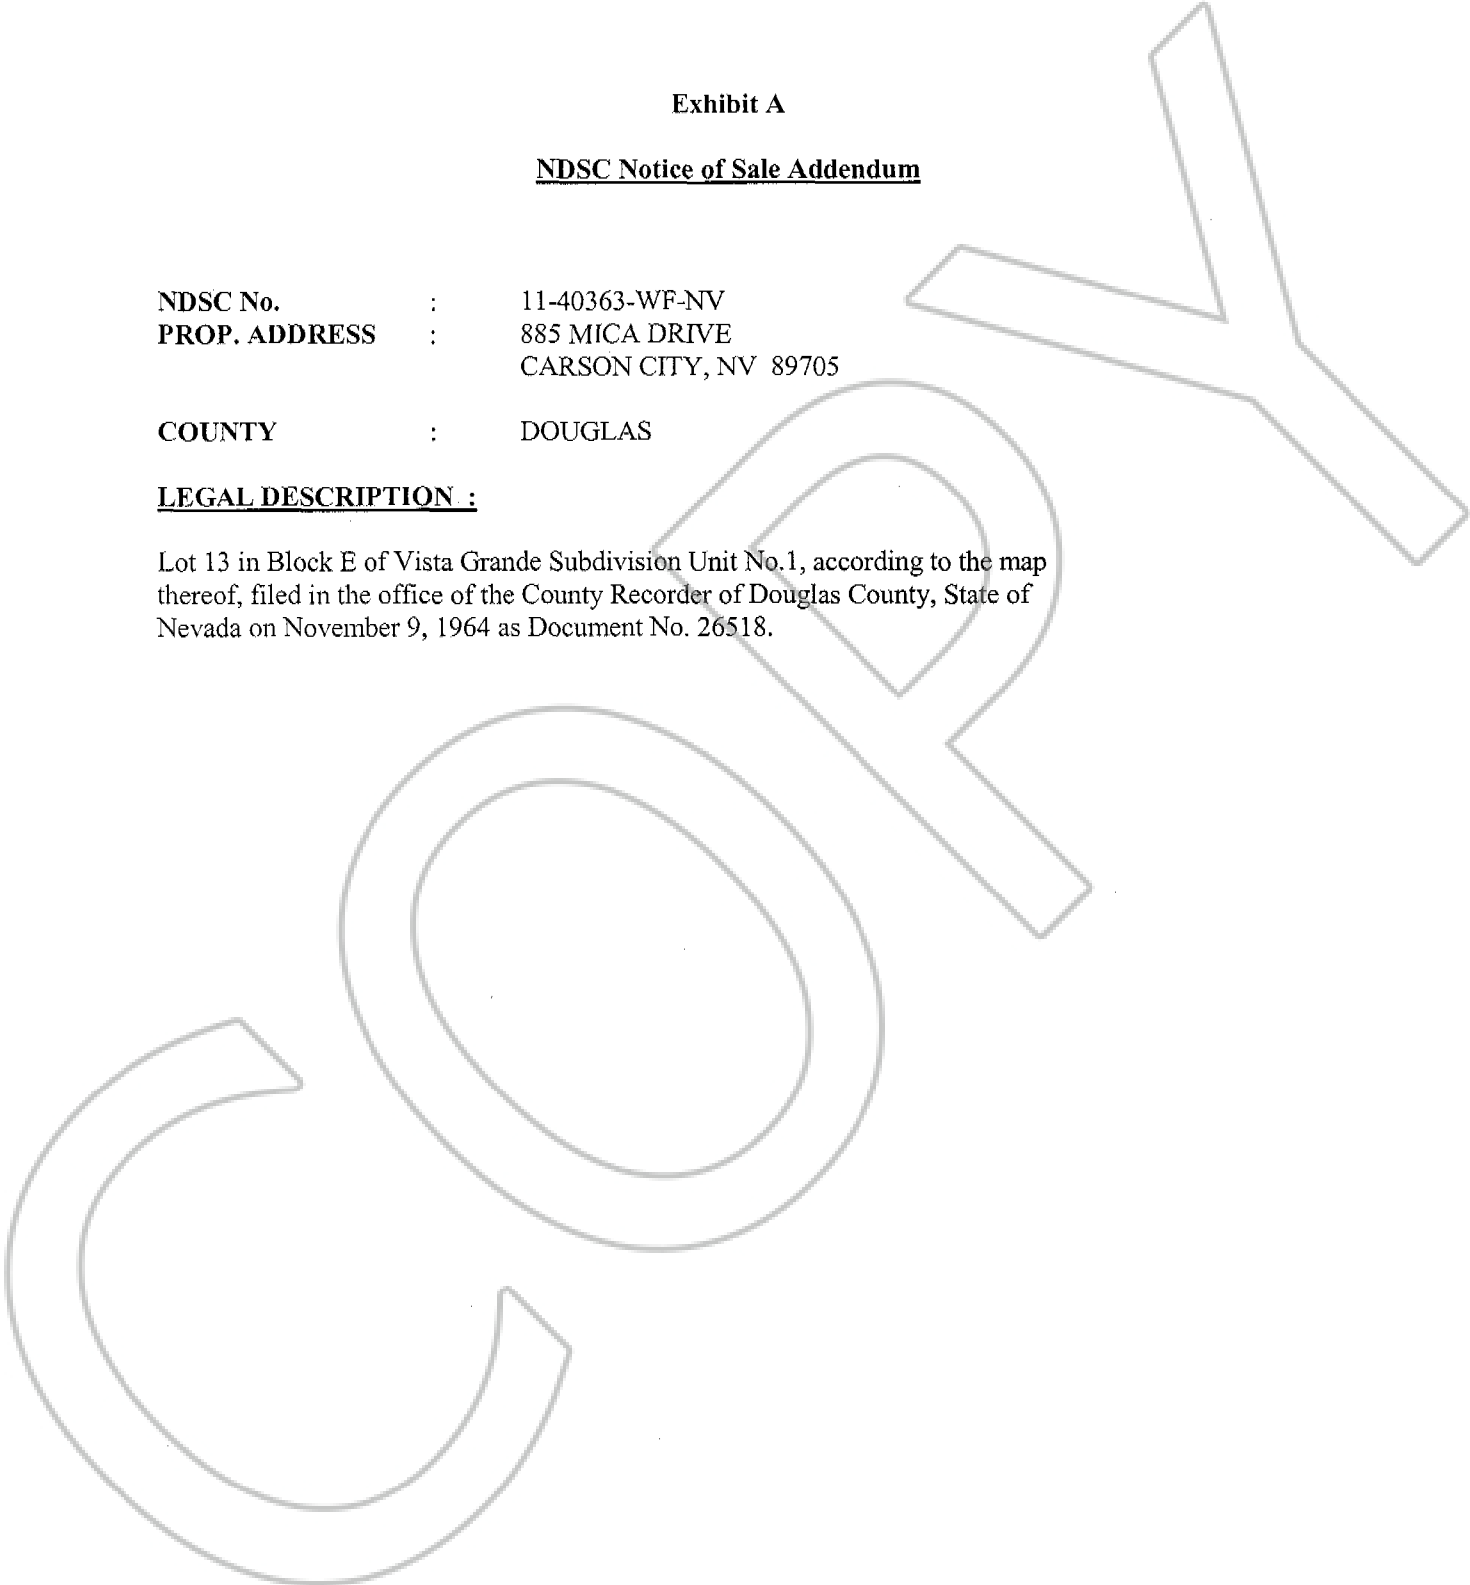 Exhibit A
NDSC Notice of Sale Addendum
NDSC No. : 11-40363-WF-NV
PROP. ADDRESS : 885 MICA DRIVE
CARSON CITY, NV 89705
COUNTY : DOUGLAS
LEGAL DESCRIPTION :
Lot 13 in Block E of Vista Grande Subdivision Unit No.1, according to the map
thereof, filed in the office of the County Recorder of Douglas County, State of
Nevada on November 9, 1964 as Document No. 26518.
COPY